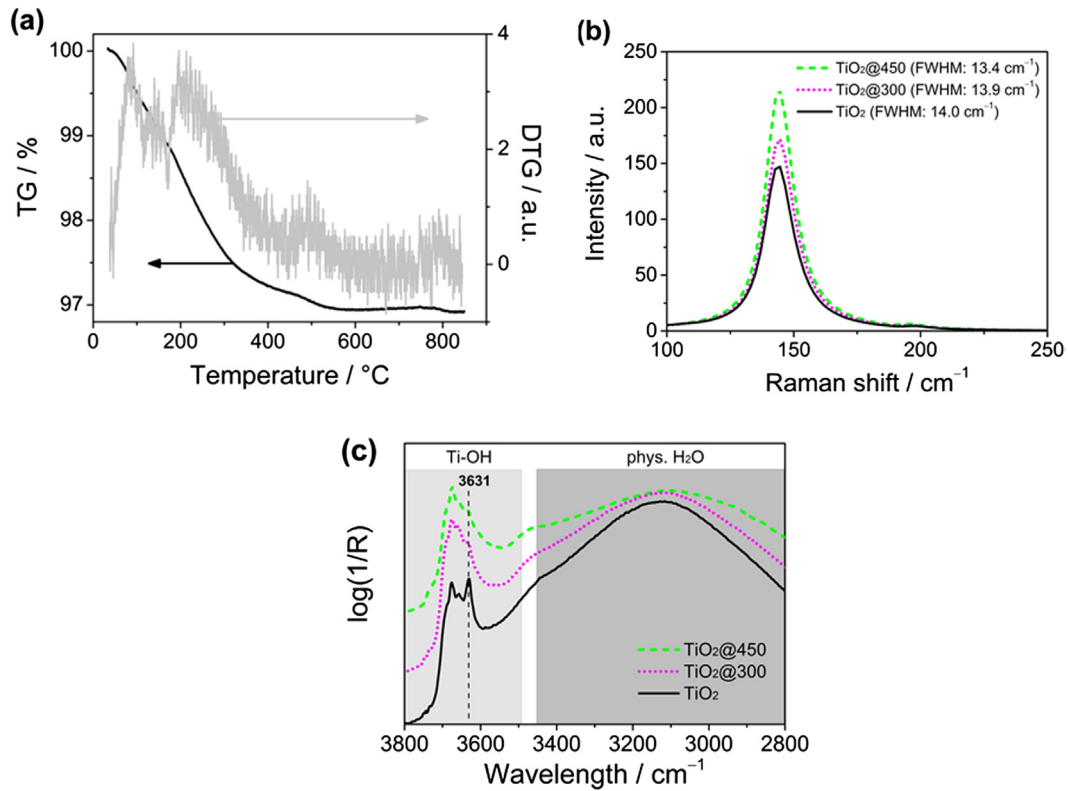 (a)
100
99
98
97
TG / %
4
2
0
DTG / a.u.
0 200 400 600 800
Temperature / °C
(b)
250
200
150
100
50
0
Intensity / a.u.
TiO₂@450 (FWHM: 13.4 cm⁻¹)
TiO₂@300 (FWHM: 13.9 cm⁻¹)
TiO₂ (FWHM: 14.0 cm⁻¹)
100 150 200 250
Raman shift / cm⁻¹
(c)
Ti-OH phys. H₂O
3631
log(1/R)
TiO₂@450
TiO₂@300
TiO₂
3800 3600 3400 3200 3000 2800
Wavelength / cm⁻¹